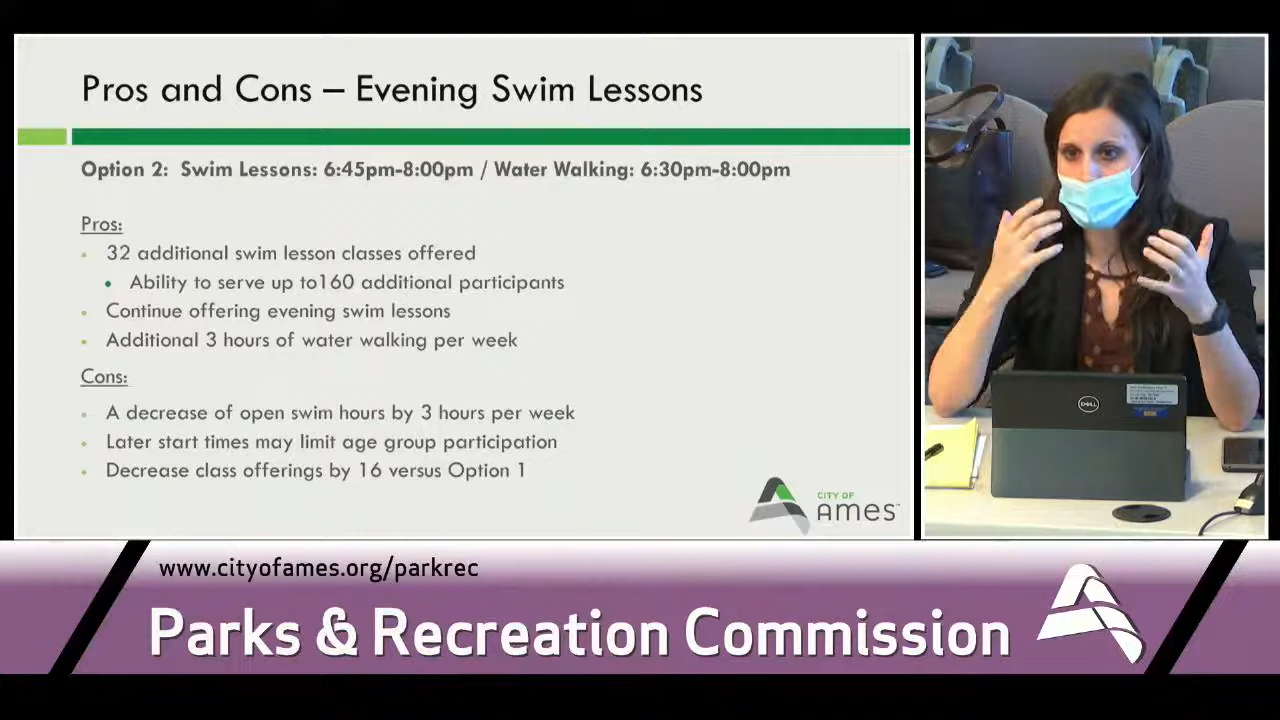 Pros and Cons – Evening Swim Lessons
Option 2: Swim Lessons: 6:45pm-8:00pm / Water Walking: 6:30pm-8:00pm
Pros:
32 additional swim lesson classes offered
Ability to serve up to160 additional participants
Continue offering evening swim lessons
Additional 3 hours of water walking per week
Cons:
A decrease of open swim hours by 3 hours per week
Later start times may limit age group participation
Decrease class offerings by 16 versus Option 1
CITY OF
Ames™
DELL
www.cityofames.org/parkrec
Parks & Recreation Commission